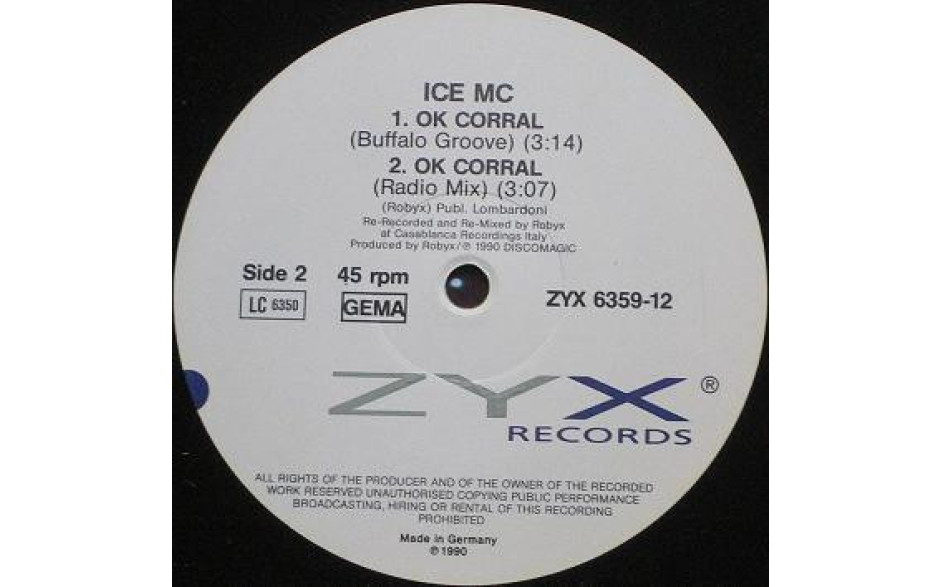 ICE MC
1. OK CORRAL
(Buffalo Groove) (3:14)
2. OK CORRAL
(Radio Mix) (3:07)
(Robyx) Publ. Lombardoni
Re-Recorded and Re-Mixed by Robyx
at Casablanca Recordings Italy
Produced by Robyx/℗ 1990 DISCOMAGIC
Side 2 45 rpm
LC 6350 GEMA ZYX 6359-12
ZYX ®
RECORDS
ALL RIGHTS OF THE PRODUCER AND OF THE OWNER OF THE RECORDED
WORK RESERVED UNAUTHORISED COPYING PUBLIC PERFORMANCE
BROADCASTING, HIRING OR RENTAL OF THIS RECORDING
PROHIBITED
Made in Germany
℗ 1990